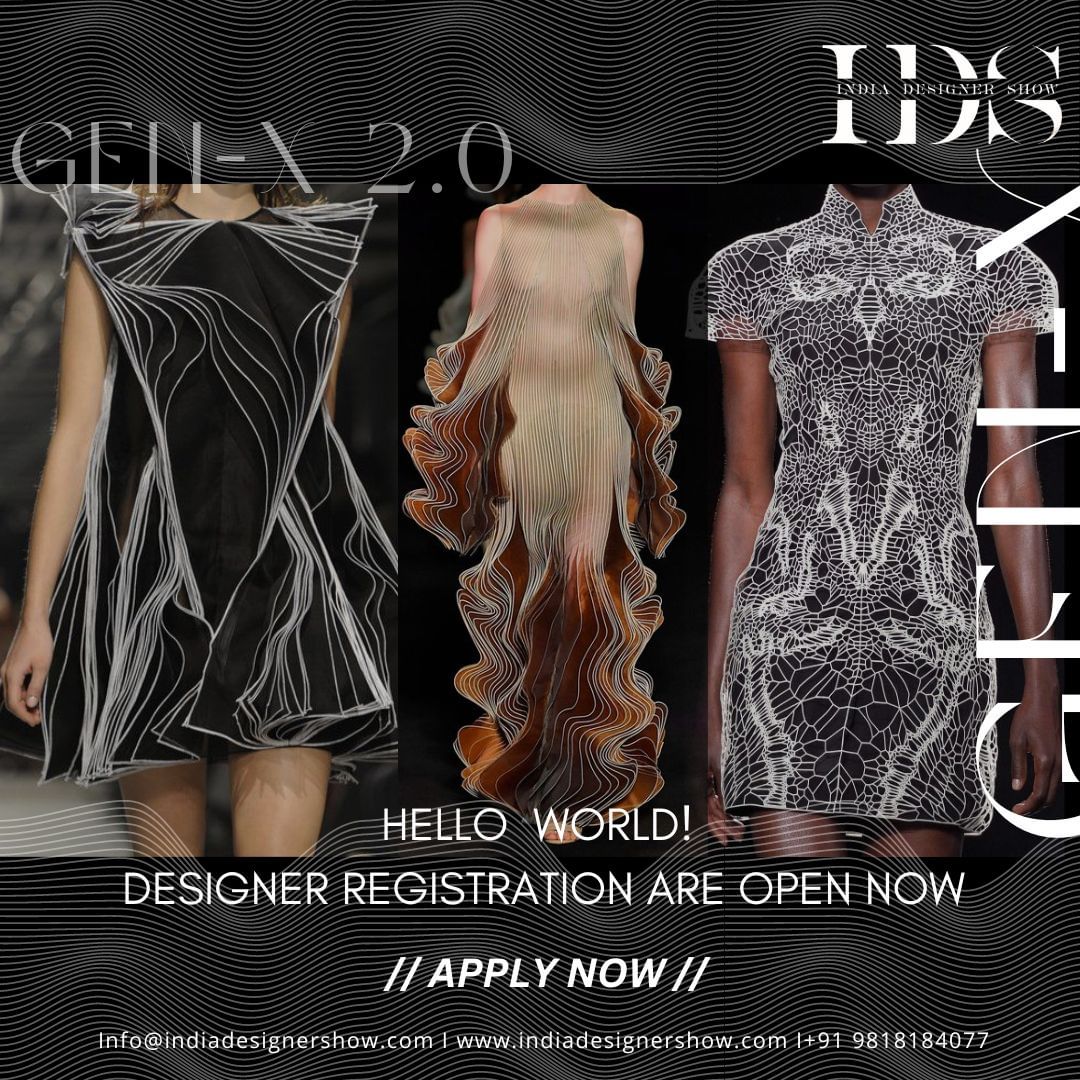 IDS
INDIA DESIGNER SHOW
GEN-X 2.0
HELLO WORLD!
DESIGNER REGISTRATION ARE OPEN NOW
// APPLY NOW //
Info@indiadesignershow.com I www.indiadesignershow.com I+91 9818184077